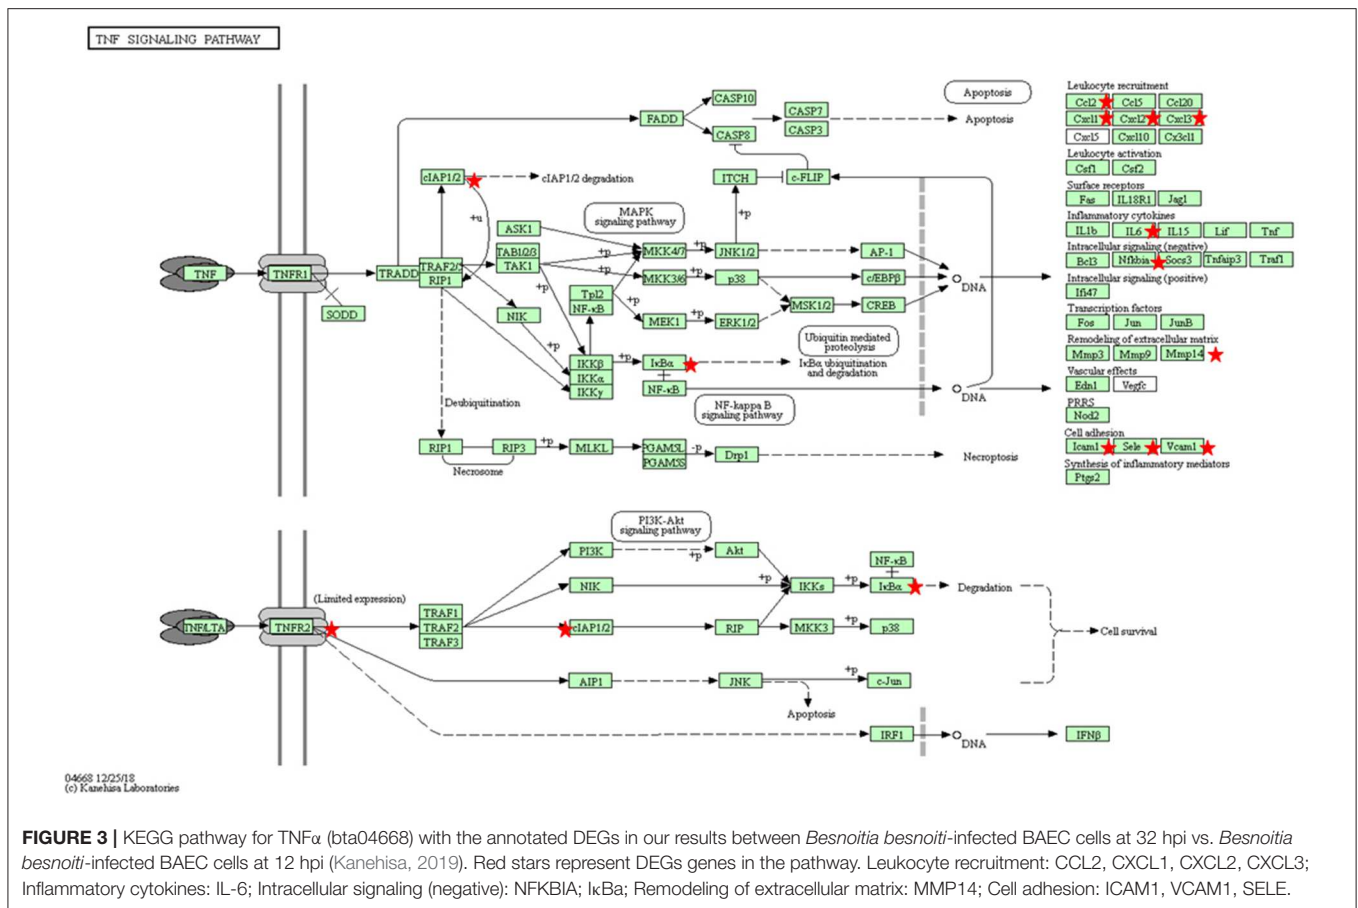 TNF SIGNALING PATHWAY
Apoptosis
Leukocyte recruitment
CASP10
Ccl2 Ccl5 Ccl20
FADD CASP7 Apoptosis
Cxcl1 Cxcl2 Cxcl3
CASP8 CASP3
Cxcl5 Cxcl10 Cx3cl1
Leukocyte activation
Csf1 Csf2
cIAP1/2 cIAP1/2 degradation ITCH c-FLIP
Surface receptors
Fas IL18R1 Jag1
MAPK
signaling pathway
+u +p
Inflammatory cytokines
ASK1
IL1b IL6 IL15 Lif Tnf
Intracellular signaling (negative)
TAB1/2/3 MKK4/7 +p JNK1/2 AP-1
Bcl3 Nfkbia Socs3 Tnfaip3 Traf1
TNF TNFR1 TRADD TRAF2/5 TAK1 +p
Intracellular signaling (positive)
RIP1 +p MKK3/6 +p p38 c/EBPβ DNA
Ifi47
Tpl2
NF-κB +p MSK1/2 CREB
SODD NIK MEK1 +p ERK1/2
Transcription factors
Fos Jun JunB
Ubiquitin mediated
proteolysis
Remodeling of extracellular matrix
+p
Mmp3 Mmp9 Mmp14
IKKβ +p IκBα IκBα ubiquitination
and degradation
IKKα
IKKγ NF-κB DNA
Vascular effects
Edn1 Vegfc
Deubiquitination
NF-kappa B
signaling pathway
PRRS
Nod2
Cell adhesion
RIP1 RIP3 +p MLKL PGAM5L -p Drp1 Necroptosis
PGAM5S
Icam1 Sele Vcam1
Necrosome
Synthesis of inflammatory mediators
Ptgs2
PI3K-Akt
signaling pathway
PI3K +p Akt
NF-κB
NIK +p IKKs +p IκBα Degradation
(Limited expression)
TRAF1
TNF/LTA TNFR2 TRAF2 cIAP1/2 RIP MKK3 p38 Cell survival
TRAF3
AIP1 JNK +p c-Jun
Apoptosis
IRF1 DNA IFNβ
04668 12/25/18
(c) Kanehisa Laboratories
FIGURE 3 | KEGG pathway for TNFα (bta04668) with the annotated DEGs in our results between Besnoitia besnoiti-infected BAEC cells at 32 hpi vs. Besnoitia
besnoiti-infected BAEC cells at 12 hpi (Kanehisa, 2019). Red stars represent DEGs genes in the pathway. Leukocyte recruitment: CCL2, CXCL1, CXCL2, CXCL3;
Inflammatory cytokines: IL-6; Intracellular signaling (negative): NFKBIA; IκBa; Remodeling of extracellular matrix: MMP14; Cell adhesion: ICAM1, VCAM1, SELE.